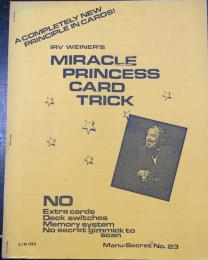 A COMPLETELY NEW
PRINCIPLE IN CARDS!
IRV WEINER'S
MIRACLE
PRINCESS
CARD
TRICK
NO
Extra cards
Deck switches
Memory system
No secret gimmick to
scan
Manu-Secret No. 23